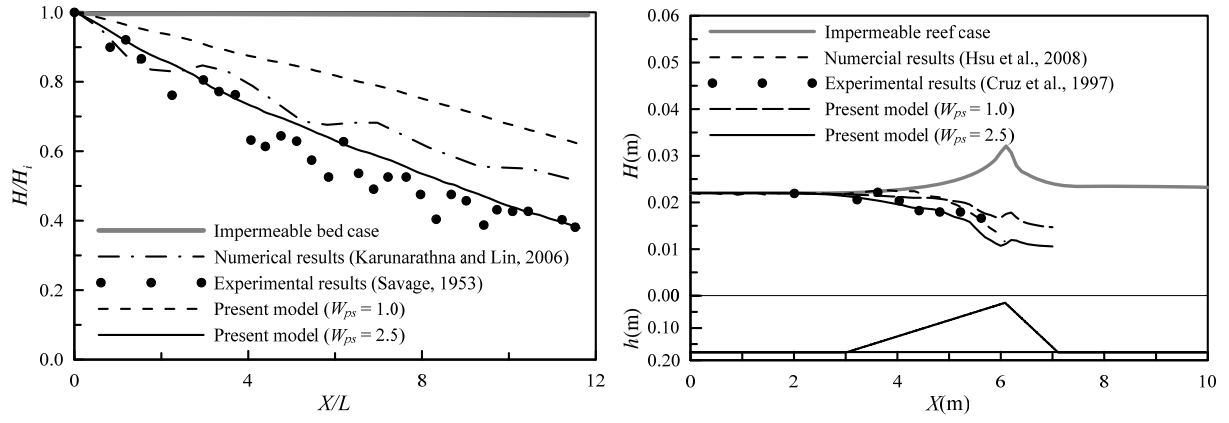 1.0
0.8
0.6
0.4
0.2
0.0
H/Hi
Impermeable bed case
Numerical results (Karunarathna and Lin, 2006)
Experimental results (Savage, 1953)
Present model (Wps = 1.0)
Present model (Wps = 2.5)
0 4 8 12
X/L
0.06
0.05
0.04
0.03
0.02
0.01
0.00
0.10
0.20
H(m)
h(m)
Impermeable reef case
Numercial results (Hsu et al., 2008)
Experimental results (Cruz et al., 1997)
Present model (Wps = 1.0)
Present model (Wps = 2.5)
0 2 4 6 8 10
X(m)